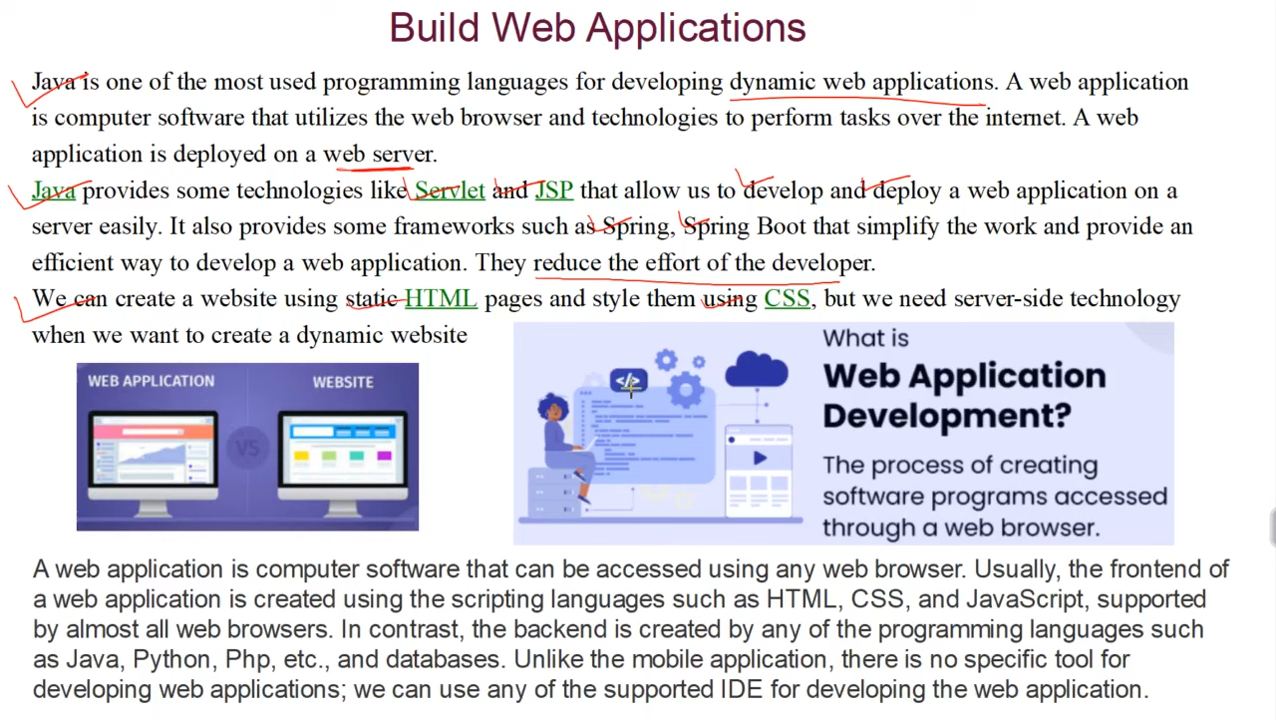 Build Web Applications
Java is one of the most used programming languages for developing dynamic web applications. A web application
is computer software that utilizes the web browser and technologies to perform tasks over the internet. A web
application is deployed on a web server.
Java provides some technologies like Servlet and JSP that allow us to develop and deploy a web application on a
server easily. It also provides some frameworks such as Spring, Spring Boot that simplify the work and provide an
efficient way to develop a web application. They reduce the effort of the developer.
We can create a website using static HTML pages and style them using CSS, but we need server-side technology
when we want to create a dynamic website
WEB APPLICATION
WEBSITE
VS
</>
What is
Web Application
Development?
The process of creating
software programs accessed
through a web browser.
A web application is computer software that can be accessed using any web browser. Usually, the frontend of
a web application is created using the scripting languages such as HTML, CSS, and JavaScript, supported
by almost all web browsers. In contrast, the backend is created by any of the programming languages such
as Java, Python, Php, etc., and databases. Unlike the mobile application, there is no specific tool for
developing web applications; we can use any of the supported IDE for developing the web application.